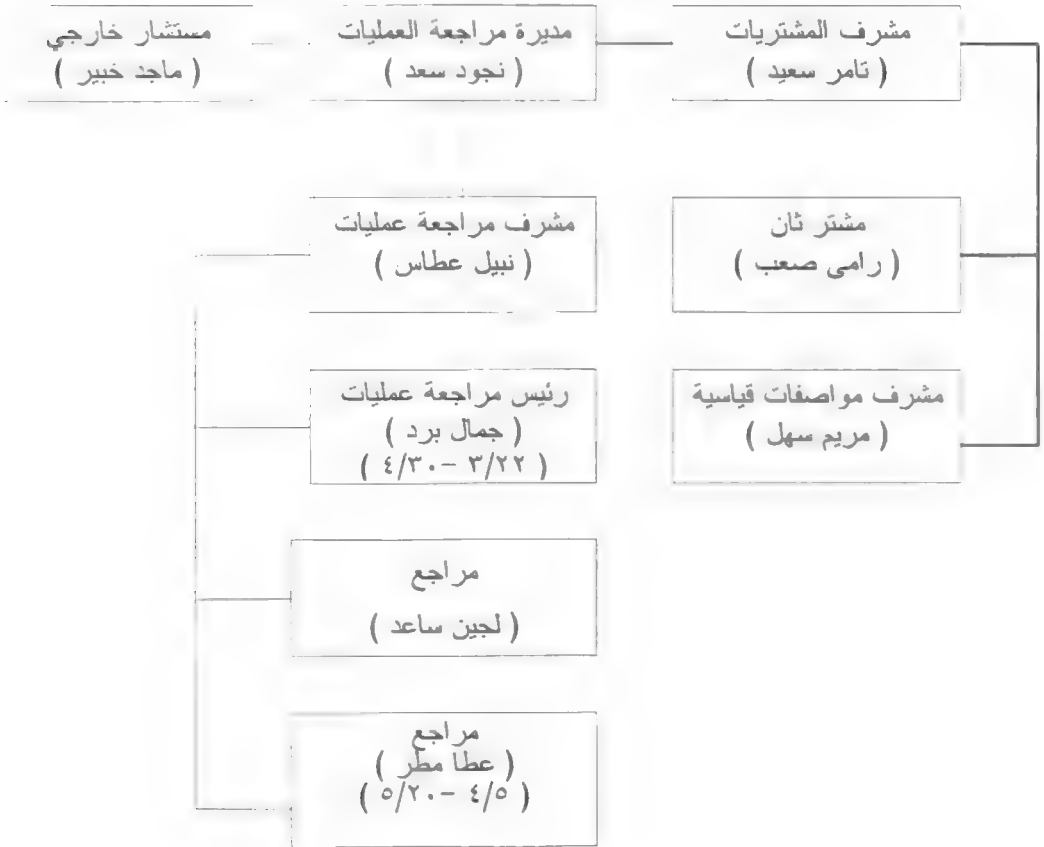 مشرف المشتريات
( تامر سعيد )
مديرة مراجعة العمليات
( نجود سعد )
مستشار خارجي
( ماجد خبير )
مشتر ثان
( رامى صعب )
مشرف مراجعة عمليات
( نبيل عطاس )
مشرف مواصفات قياسية
( مريم سهل )
رئيس مراجعة عمليات
( جمال برد )
( ٣/٢٢ – ٤/٣٠ )
مراجع
( لجين ساعد )
مراجع
( عطا مطر )
( ٤/٥ – ٥/٢٠ )